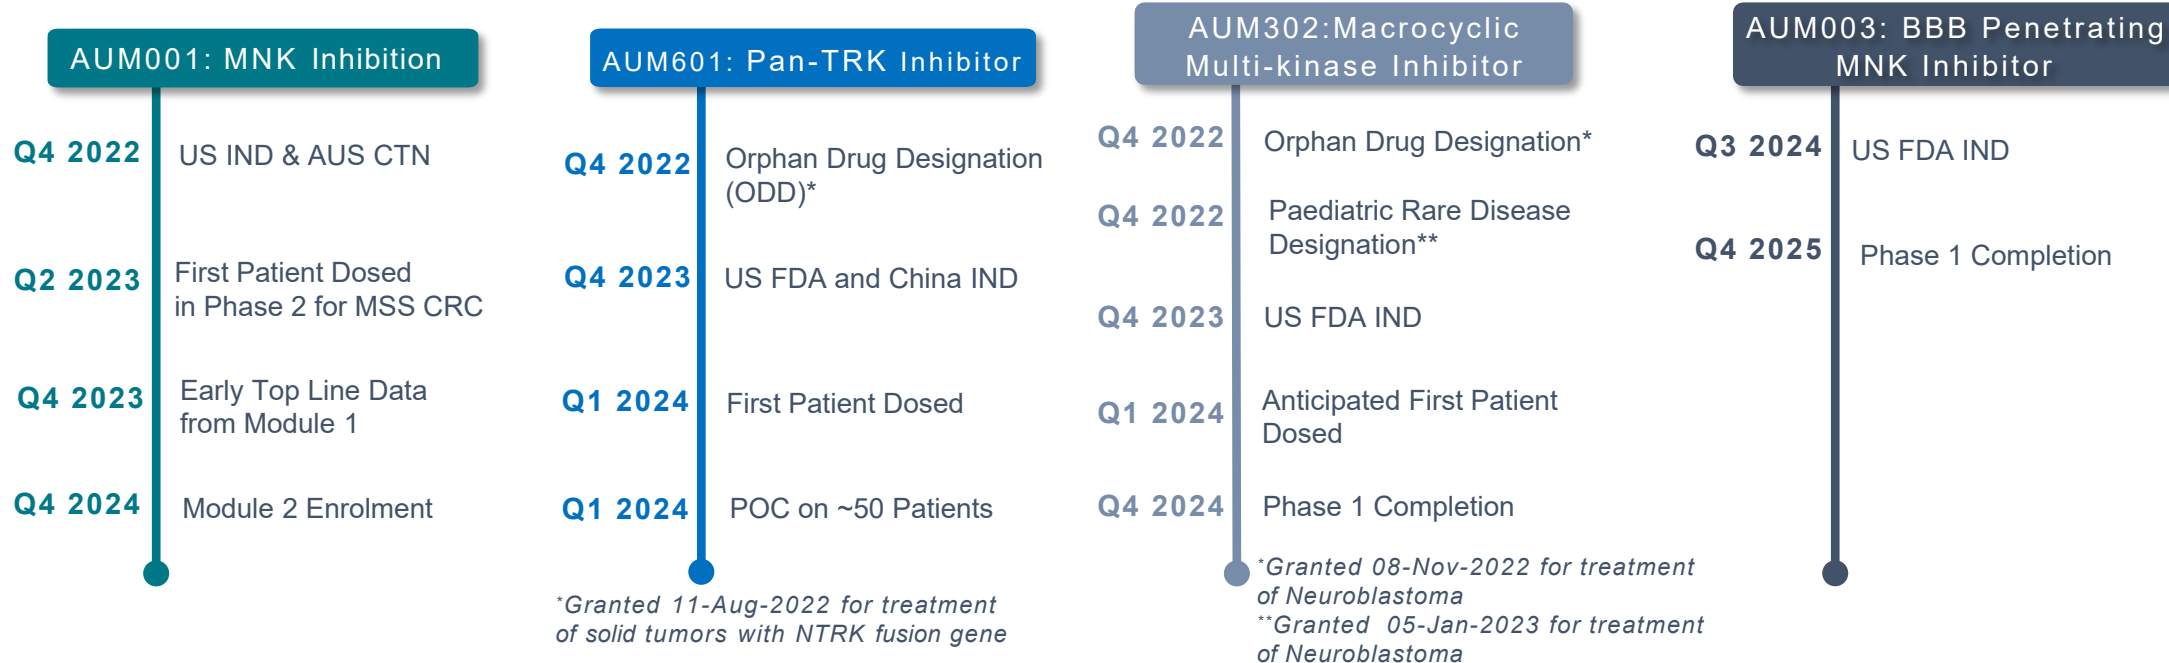 AUM001: MNK Inhibition
Q4 2022
US IND & AUS CTN
Q2 2023
First Patient Dosed
in Phase 2 for MSS CRC
Q4 2023
Early Top Line Data
from Module 1
Q4 2024
Module 2 Enrolment
AUM601: Pan-TRK Inhibitor
Q4 2022
Orphan Drug Designation
(ODD)*
Q4 2023
US FDA and China IND
Q1 2024
First Patient Dosed
Q1 2024
POC on ~50 Patients
*Granted 11-Aug-2022 for treatment
of solid tumors with NTRK fusion gene
AUM302:Macrocyclic
Multi-kinase Inhibitor
Q4 2022
Orphan Drug Designation*
Q4 2022
Paediatric Rare Disease
Designation**
Q4 2023
US FDA IND
Q1 2024
Anticipated First Patient
Dosed
Q4 2024
Phase 1 Completion
*Granted 08-Nov-2022 for treatment
of Neuroblastoma
**Granted 05-Jan-2023 for treatment
of Neuroblastoma
AUM003: BBB Penetrating
MNK Inhibitor
Q3 2024
US FDA IND
Q4 2025
Phase 1 Completion